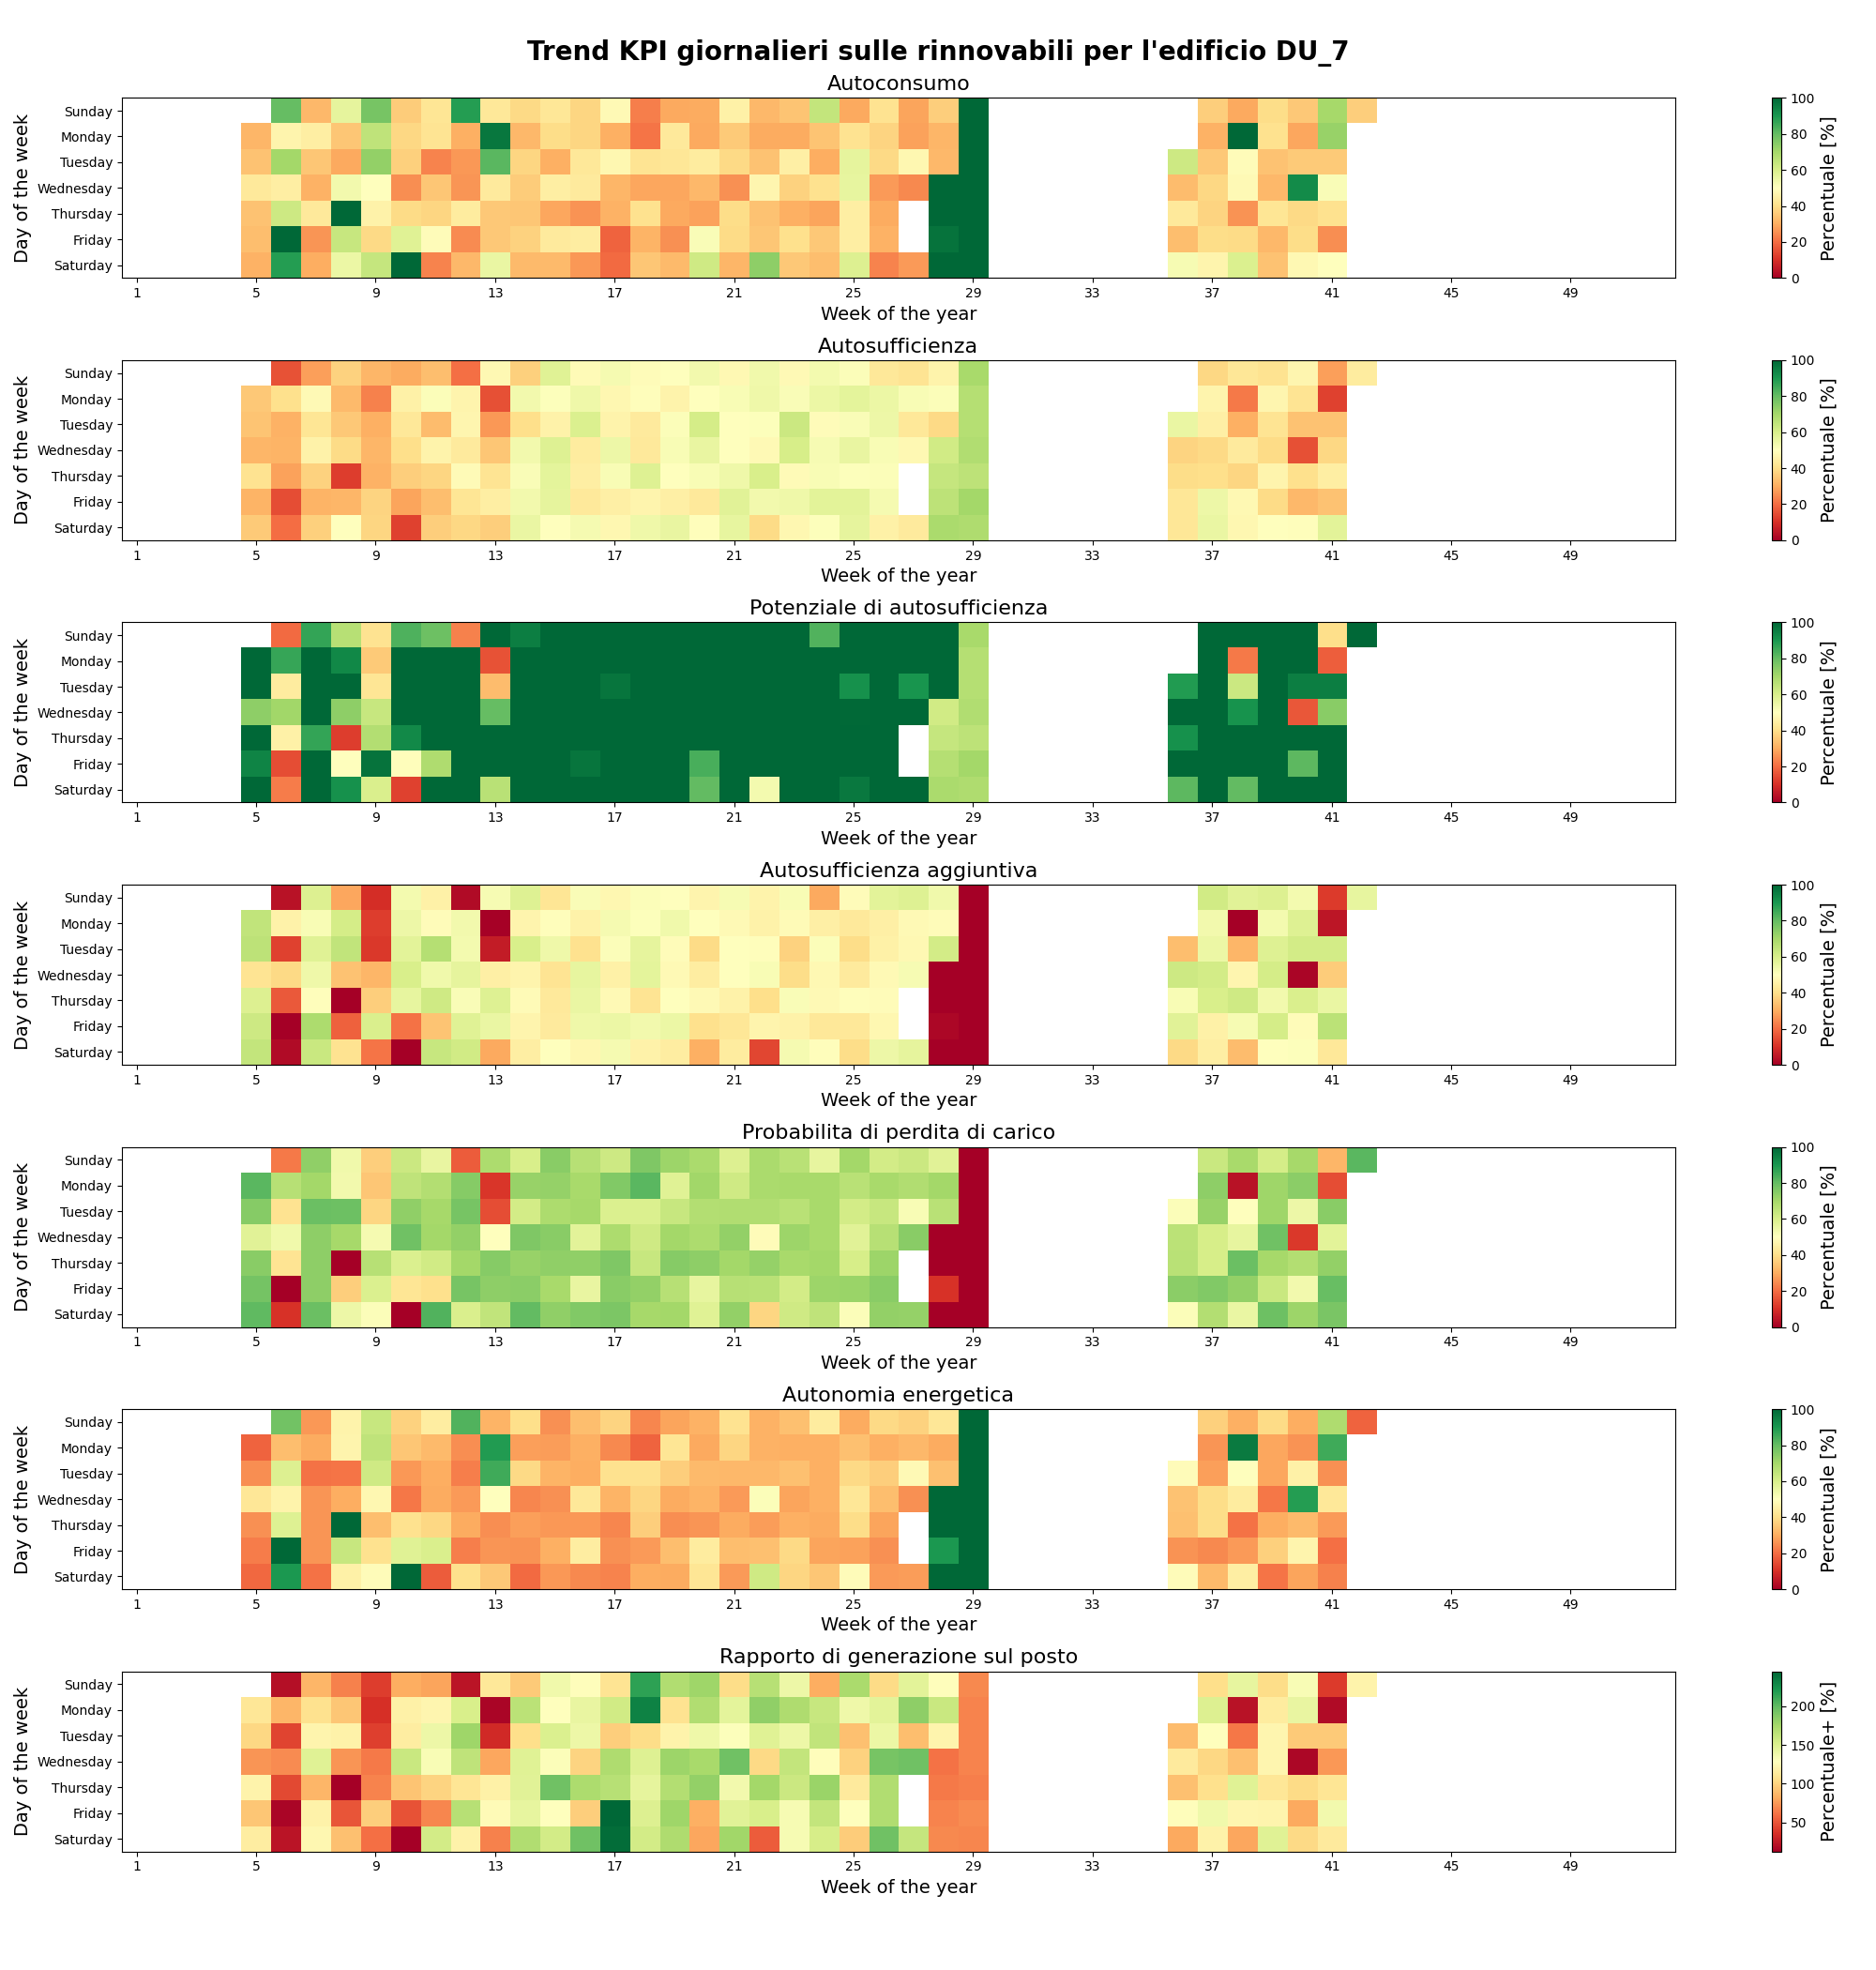 Trend KPI giornalieri sulle rinnovabili per l'edificio DU_7
Autoconsumo
Day of the week
Sunday
Monday
Tuesday
Wednesday
Thursday
Friday
Saturday
1 5 9 13 17 21 25 29 33 37 41 45 49
Week of the year
100
80
60
40
20
0
Percentuale [%]
Autosufficienza
Day of the week
Sunday
Monday
Tuesday
Wednesday
Thursday
Friday
Saturday
1 5 9 13 17 21 25 29 33 37 41 45 49
Week of the year
100
80
60
40
20
0
Percentuale [%]
Potenziale di autosufficienza
Day of the week
Sunday
Monday
Tuesday
Wednesday
Thursday
Friday
Saturday
1 5 9 13 17 21 25 29 33 37 41 45 49
Week of the year
100
80
60
40
20
0
Percentuale [%]
Autosufficienza aggiuntiva
Day of the week
Sunday
Monday
Tuesday
Wednesday
Thursday
Friday
Saturday
1 5 9 13 17 21 25 29 33 37 41 45 49
Week of the year
100
80
60
40
20
0
Percentuale [%]
Probabilita di perdita di carico
Day of the week
Sunday
Monday
Tuesday
Wednesday
Thursday
Friday
Saturday
1 5 9 13 17 21 25 29 33 37 41 45 49
Week of the year
100
80
60
40
20
0
Percentuale [%]
Autonomia energetica
Day of the week
Sunday
Monday
Tuesday
Wednesday
Thursday
Friday
Saturday
1 5 9 13 17 21 25 29 33 37 41 45 49
Week of the year
100
80
60
40
20
0
Percentuale [%]
Rapporto di generazione sul posto
Day of the week
Sunday
Monday
Tuesday
Wednesday
Thursday
Friday
Saturday
1 5 9 13 17 21 25 29 33 37 41 45 49
Week of the year
200
150
100
50
Percentuale+ [%]